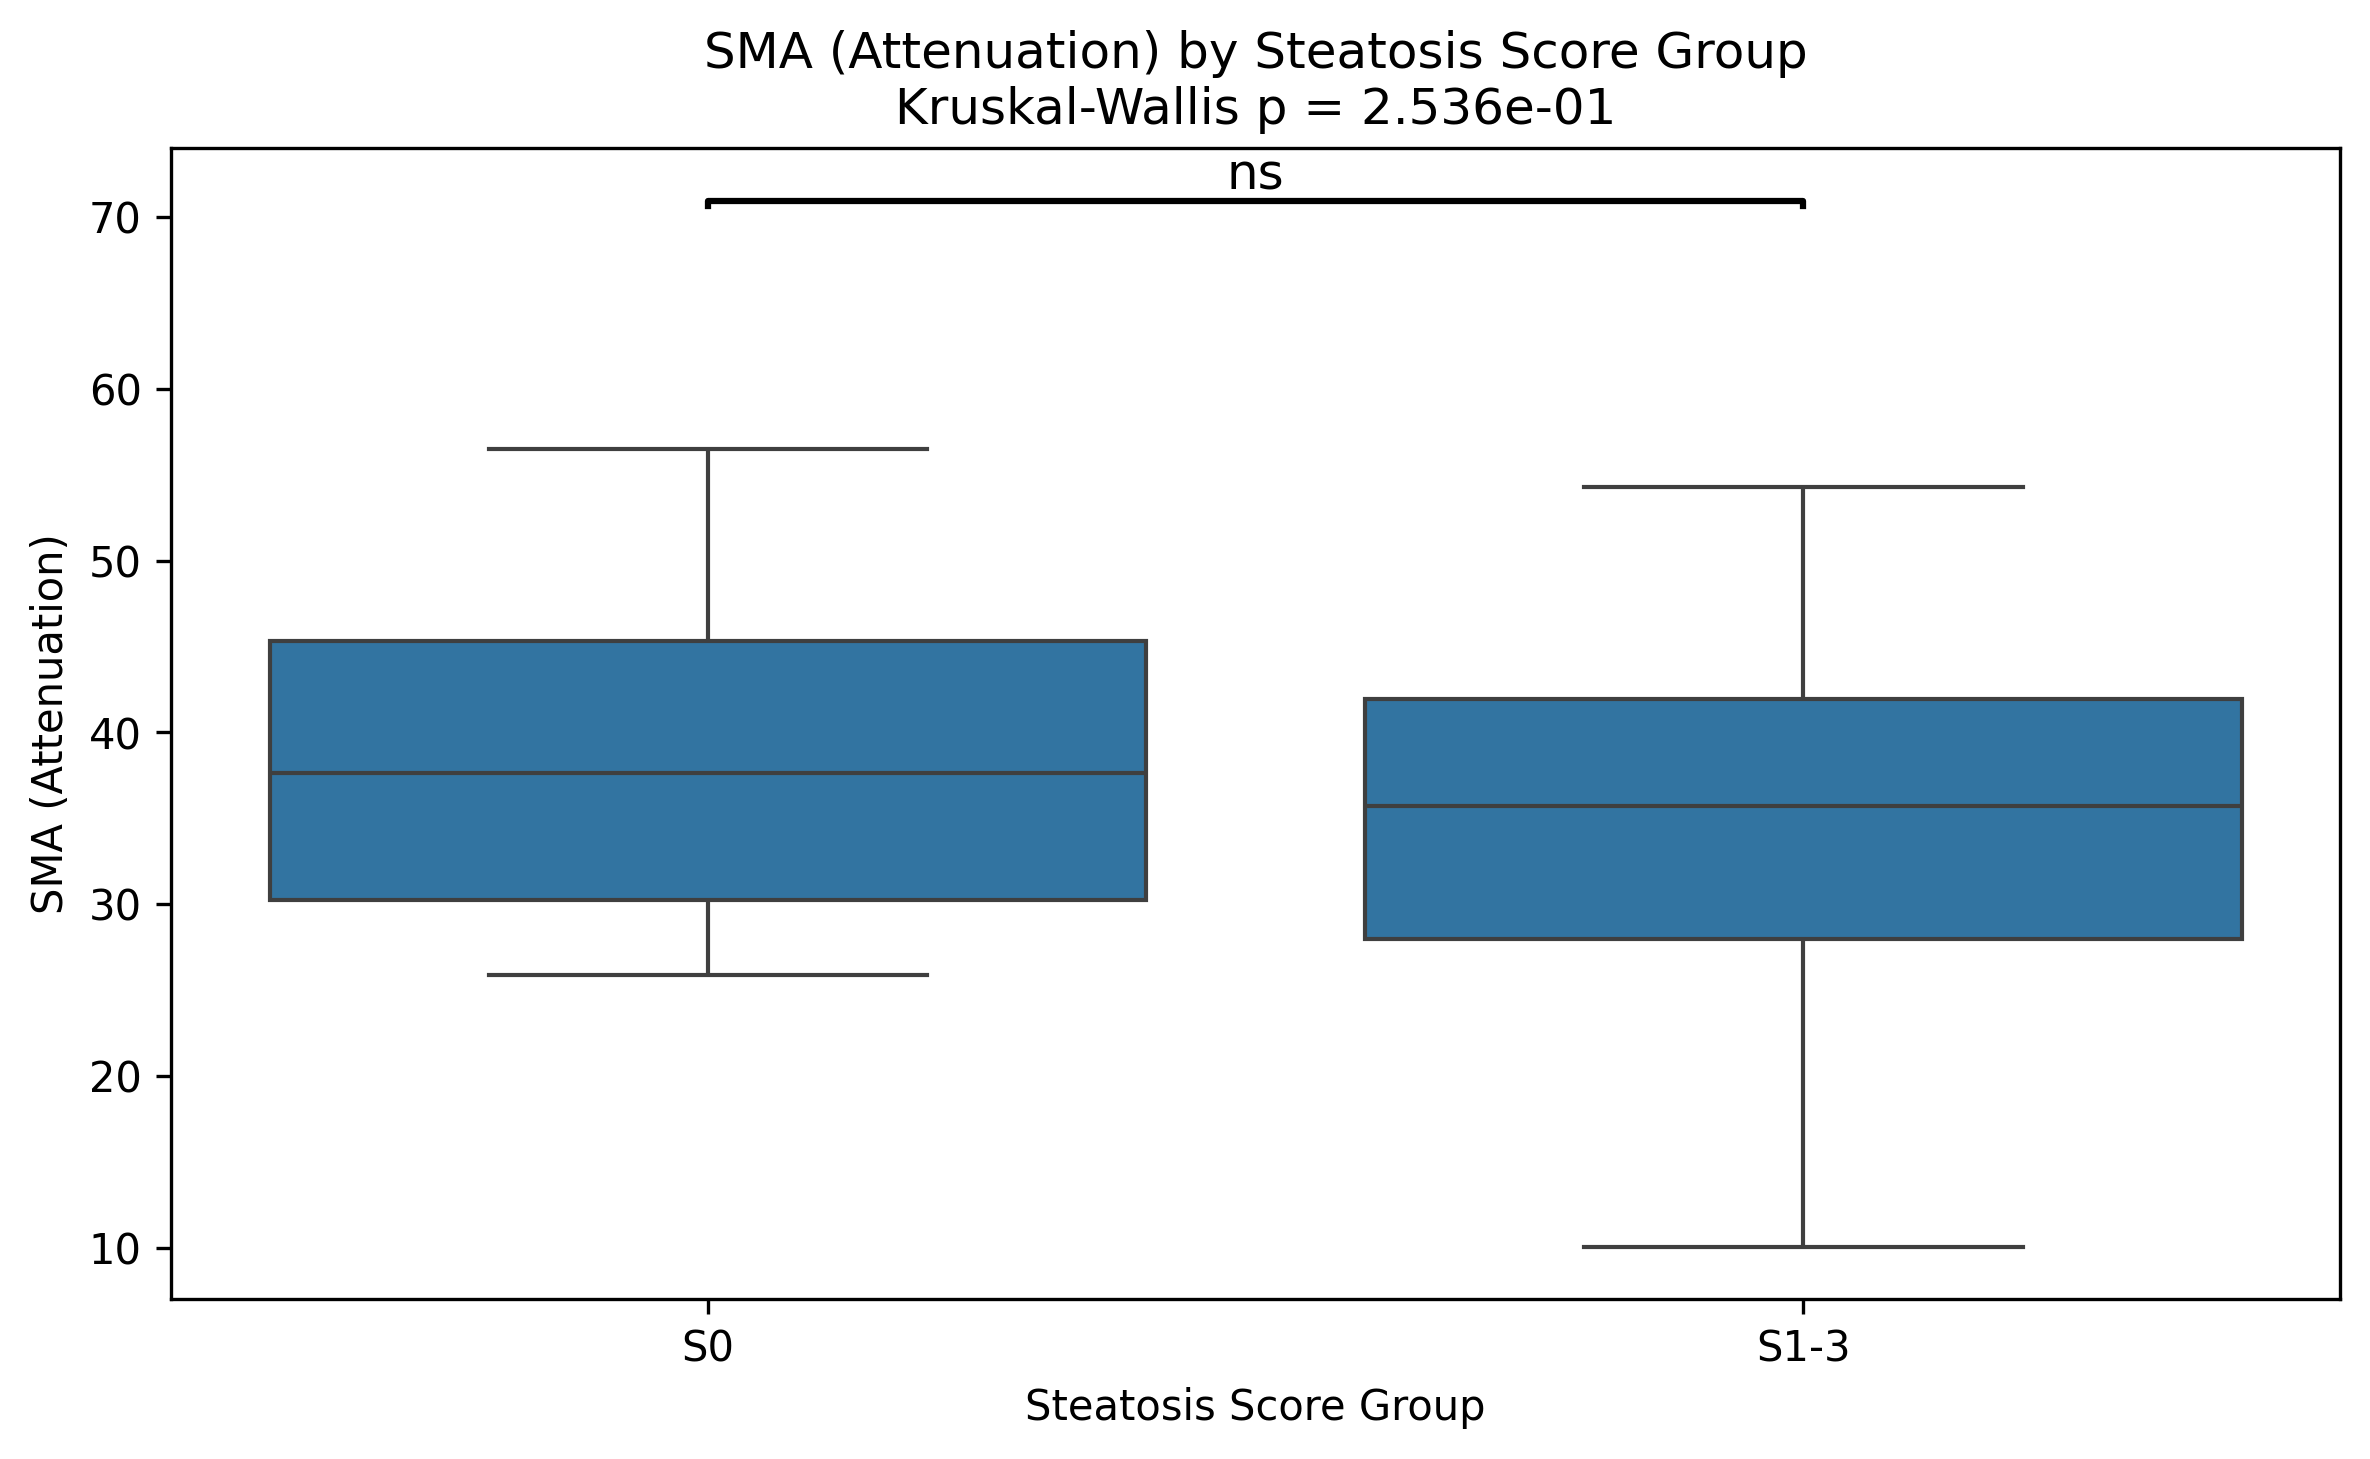 SMA (Attenuation) by Steatosis Score Group
Kruskal-Wallis p = 2.536e-01
ns
70
60
50
40
30
20
10
SMA (Attenuation)
S0
S1-3
Steatosis Score Group